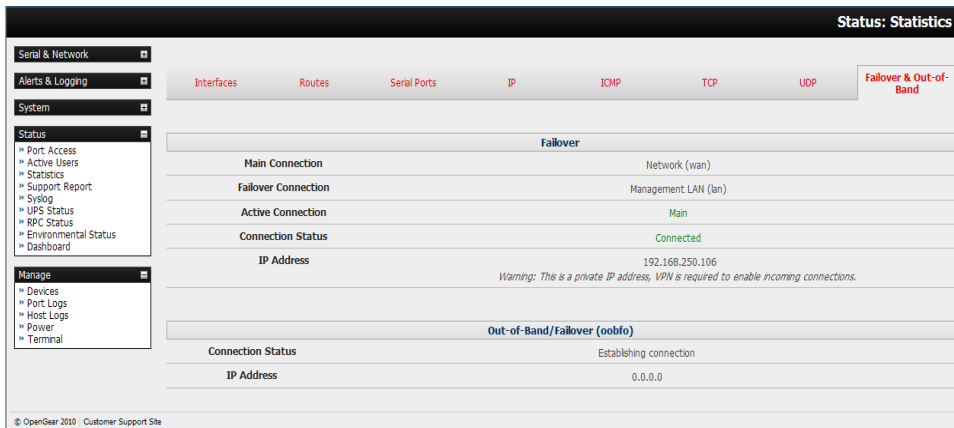 Status: Statistics
Serial & Network
Alerts & Logging
System
Status
» Port Access
» Active Users
» Statistics
» Support Report
» Syslog
» UPS Status
» RPC Status
» Environmental Status
» Dashboard
Manage
» Devices
» Port Logs
» Host Logs
» Power
» Terminal
Interfaces Routes Serial Ports IP ICMP TCP UDP Failover & Out-of-
Band
Failover
Main Connection Network (wan)
Failover Connection Management LAN (lan)
Active Connection Main
Connection Status Connected
IP Address 192.168.250.106
Warning: This is a private IP address, VPN is required to enable incoming connections.
Out-of-Band/Failover (oobfo)
Connection Status Establishing connection
IP Address 0.0.0.0
© OpenGear 2010 | Customer Support Site